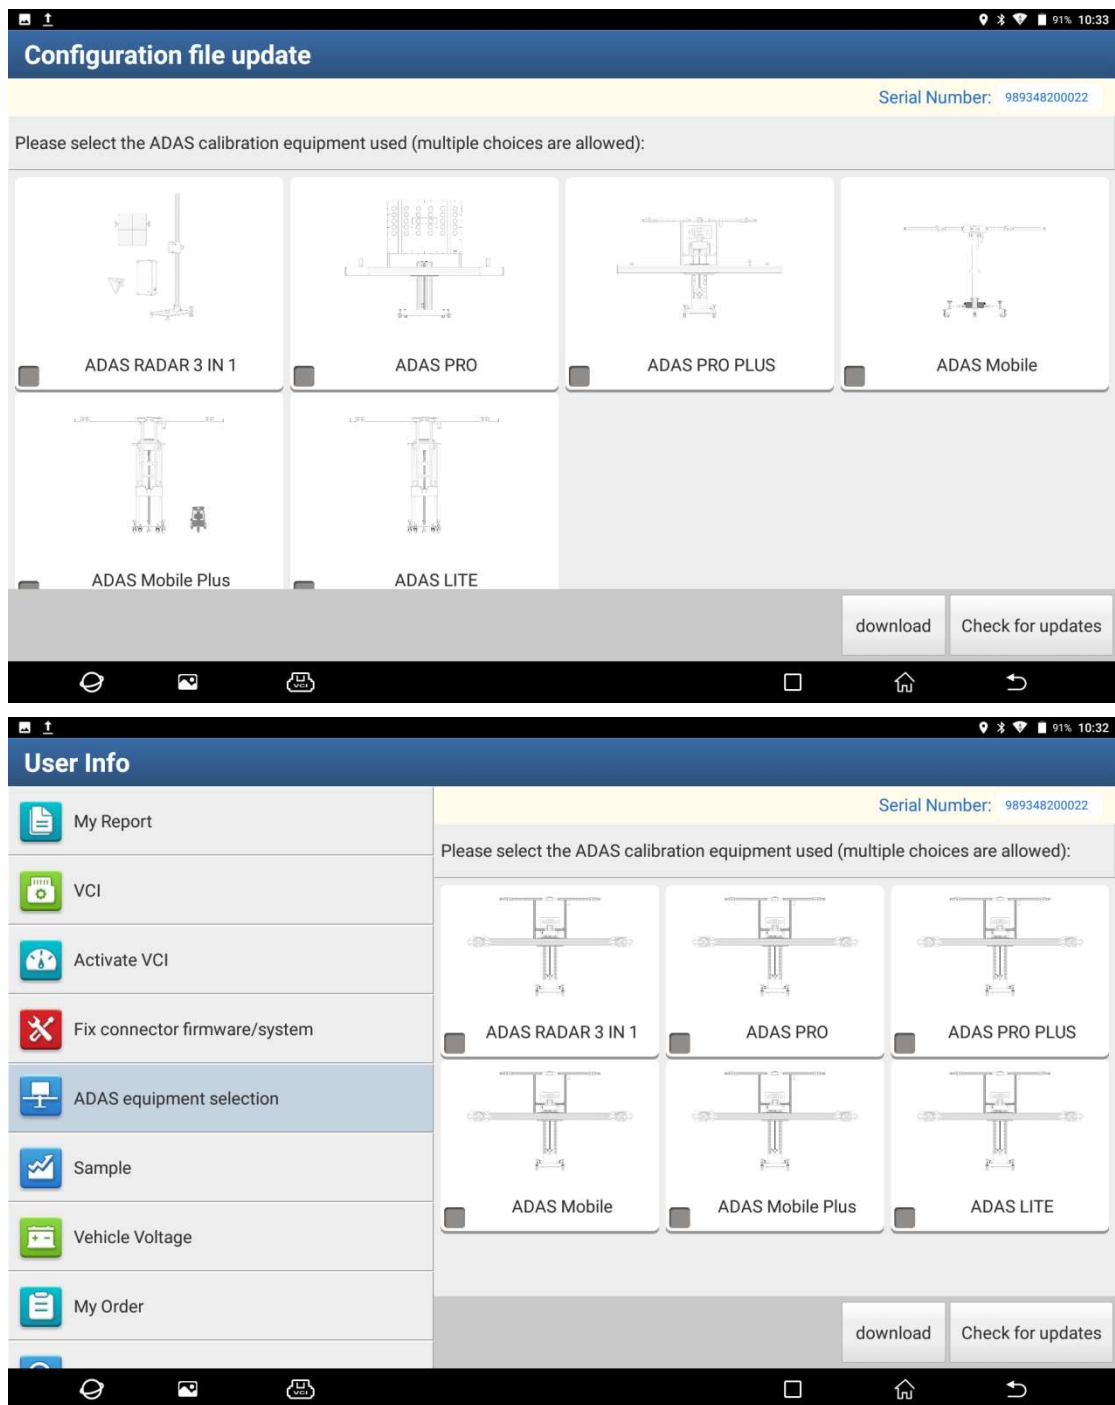 91% 10:33
Configuration file update
Serial Number: 989348200022
Please select the ADAS calibration equipment used (multiple choices are allowed):
ADAS RADAR 3 IN 1
ADAS PRO
ADAS PRO PLUS
ADAS Mobile
ADAS Mobile Plus
ADAS LITE
download
Check for updates
VCI
91% 10:32
User Info
My Report
VCI
Activate VCI
Fix connector firmware/system
ADAS equipment selection
Sample
Vehicle Voltage
My Order
Serial Number: 989348200022
Please select the ADAS calibration equipment used (multiple choices are allowed):
ADAS RADAR 3 IN 1
ADAS PRO
ADAS PRO PLUS
ADAS Mobile
ADAS Mobile Plus
ADAS LITE
download
Check for updates
VCI